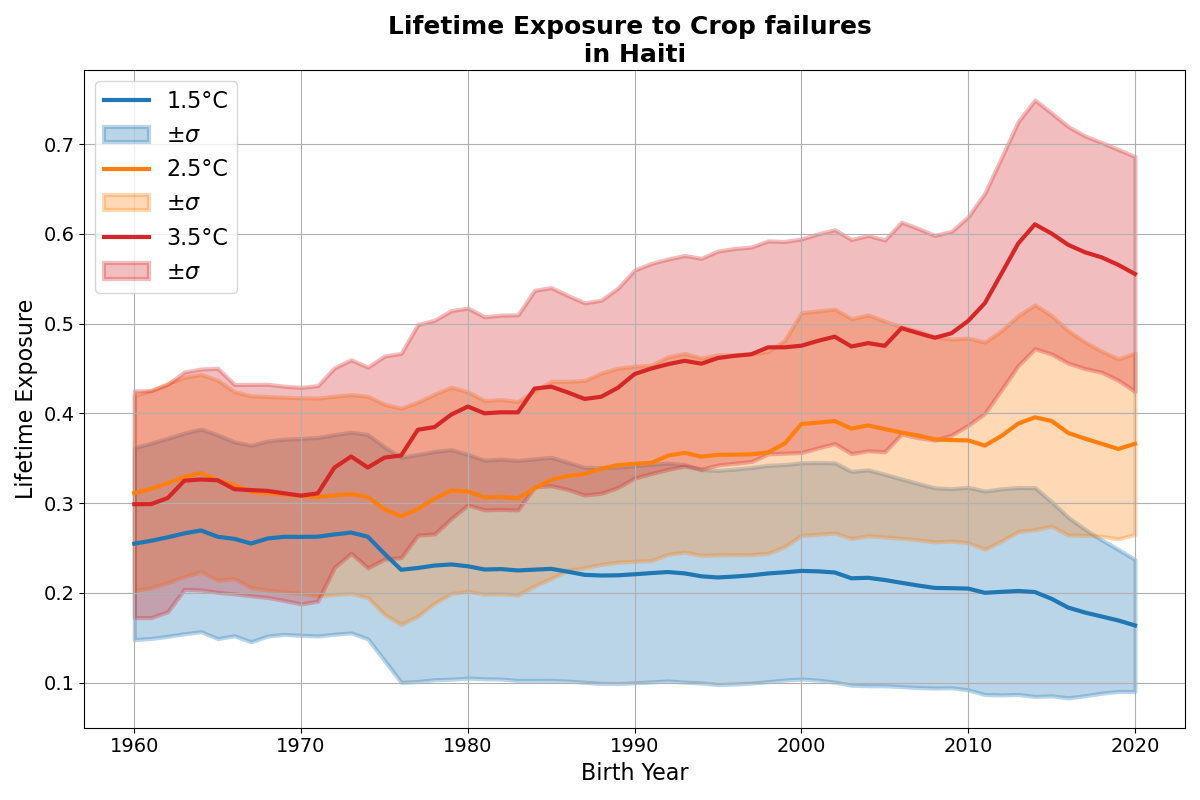 Lifetime Exposure to Crop failures
in Haiti
1.5°C
±σ
2.5°C
±σ
3.5°C
±σ
Lifetime Exposure
0.7
0.6
0.5
0.4
0.3
0.2
0.1
1960 1970 1980 1990 2000 2010 2020
Birth Year